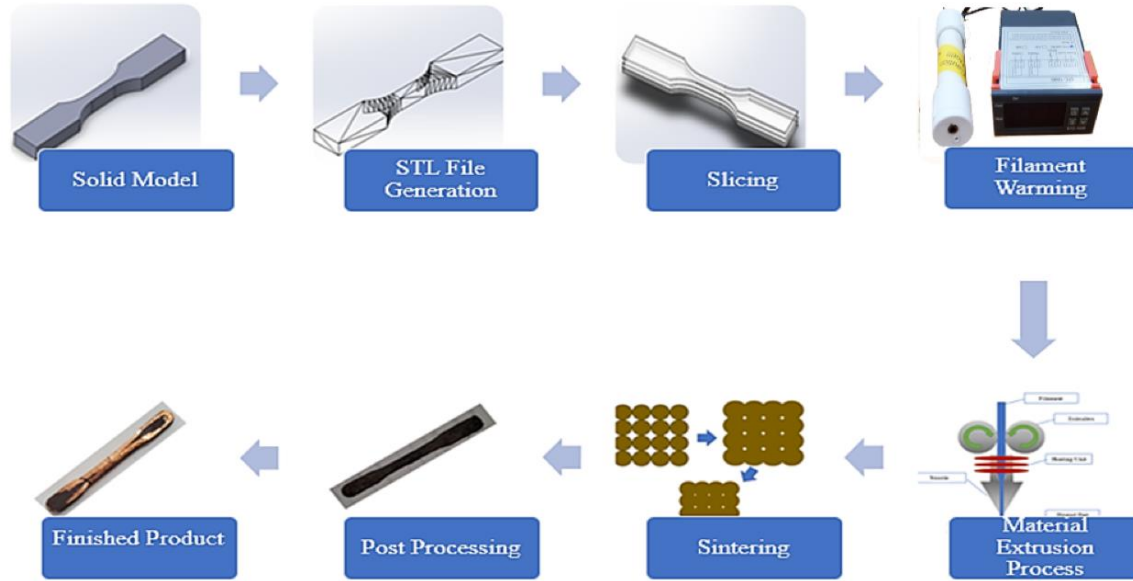 Solid Model
STL File
Generation
Slicing
Filament
Warming
Filament
Extruders
Heating Unit
Nozzle
Material
Extrusion
Process
Sintering
Post Processing
Finished Product